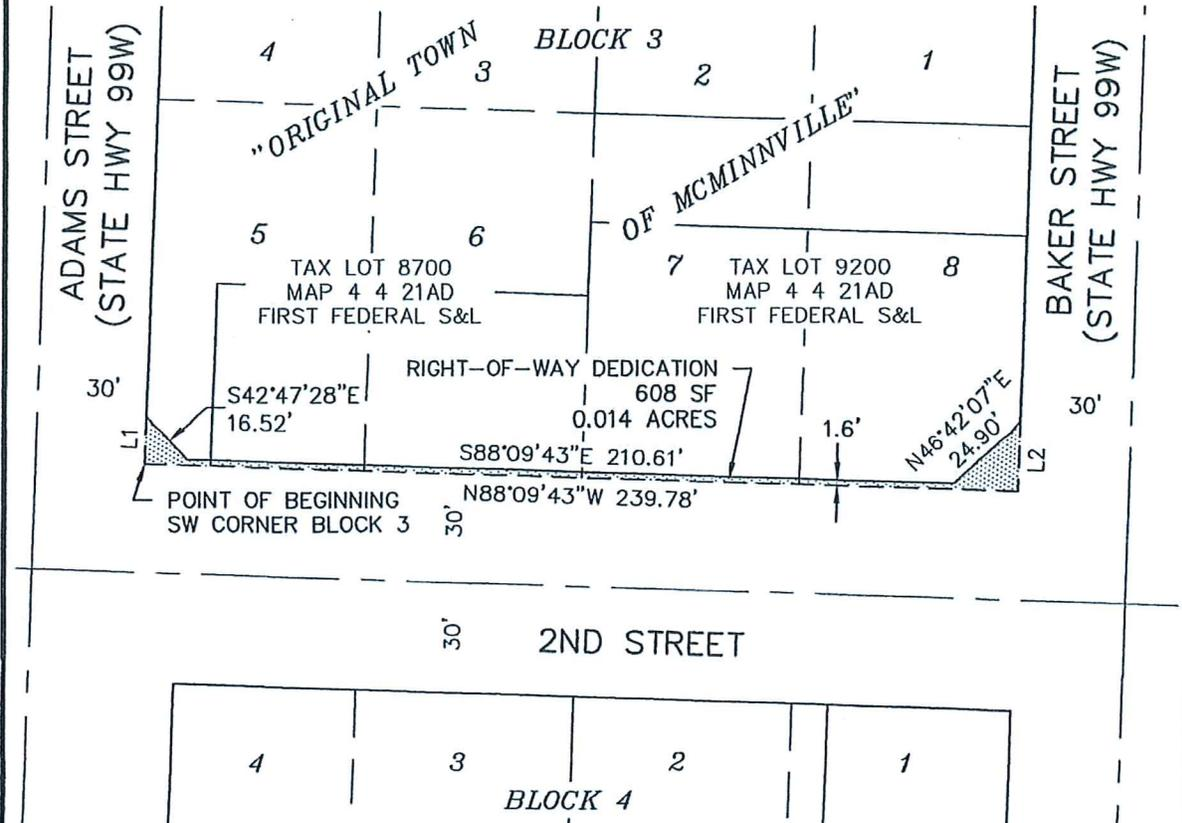 BLOCK 3
4
3
2
1
"ORIGINAL TOWN
OF MCMINNVILLE"
ADAMS STREET
(STATE HWY 99W)
BAKER STREET
(STATE HWY 99W)
5
6
7
8
TAX LOT 8700
MAP 4 4 21AD
FIRST FEDERAL S&L
TAX LOT 9200
MAP 4 4 21AD
FIRST FEDERAL S&L
RIGHT-OF-WAY DEDICATION
608 SF
0.014 ACRES
30'
S42°47'28"E
16.52'
1.6'
N46°42'07"E
24.90'
30'
L1
S88°09'43"E 210.61'
L2
N88°09'43"W 239.78'
POINT OF BEGINNING
SW CORNER BLOCK 3
30'
30'
2ND STREET
4
3
2
1
BLOCK 4